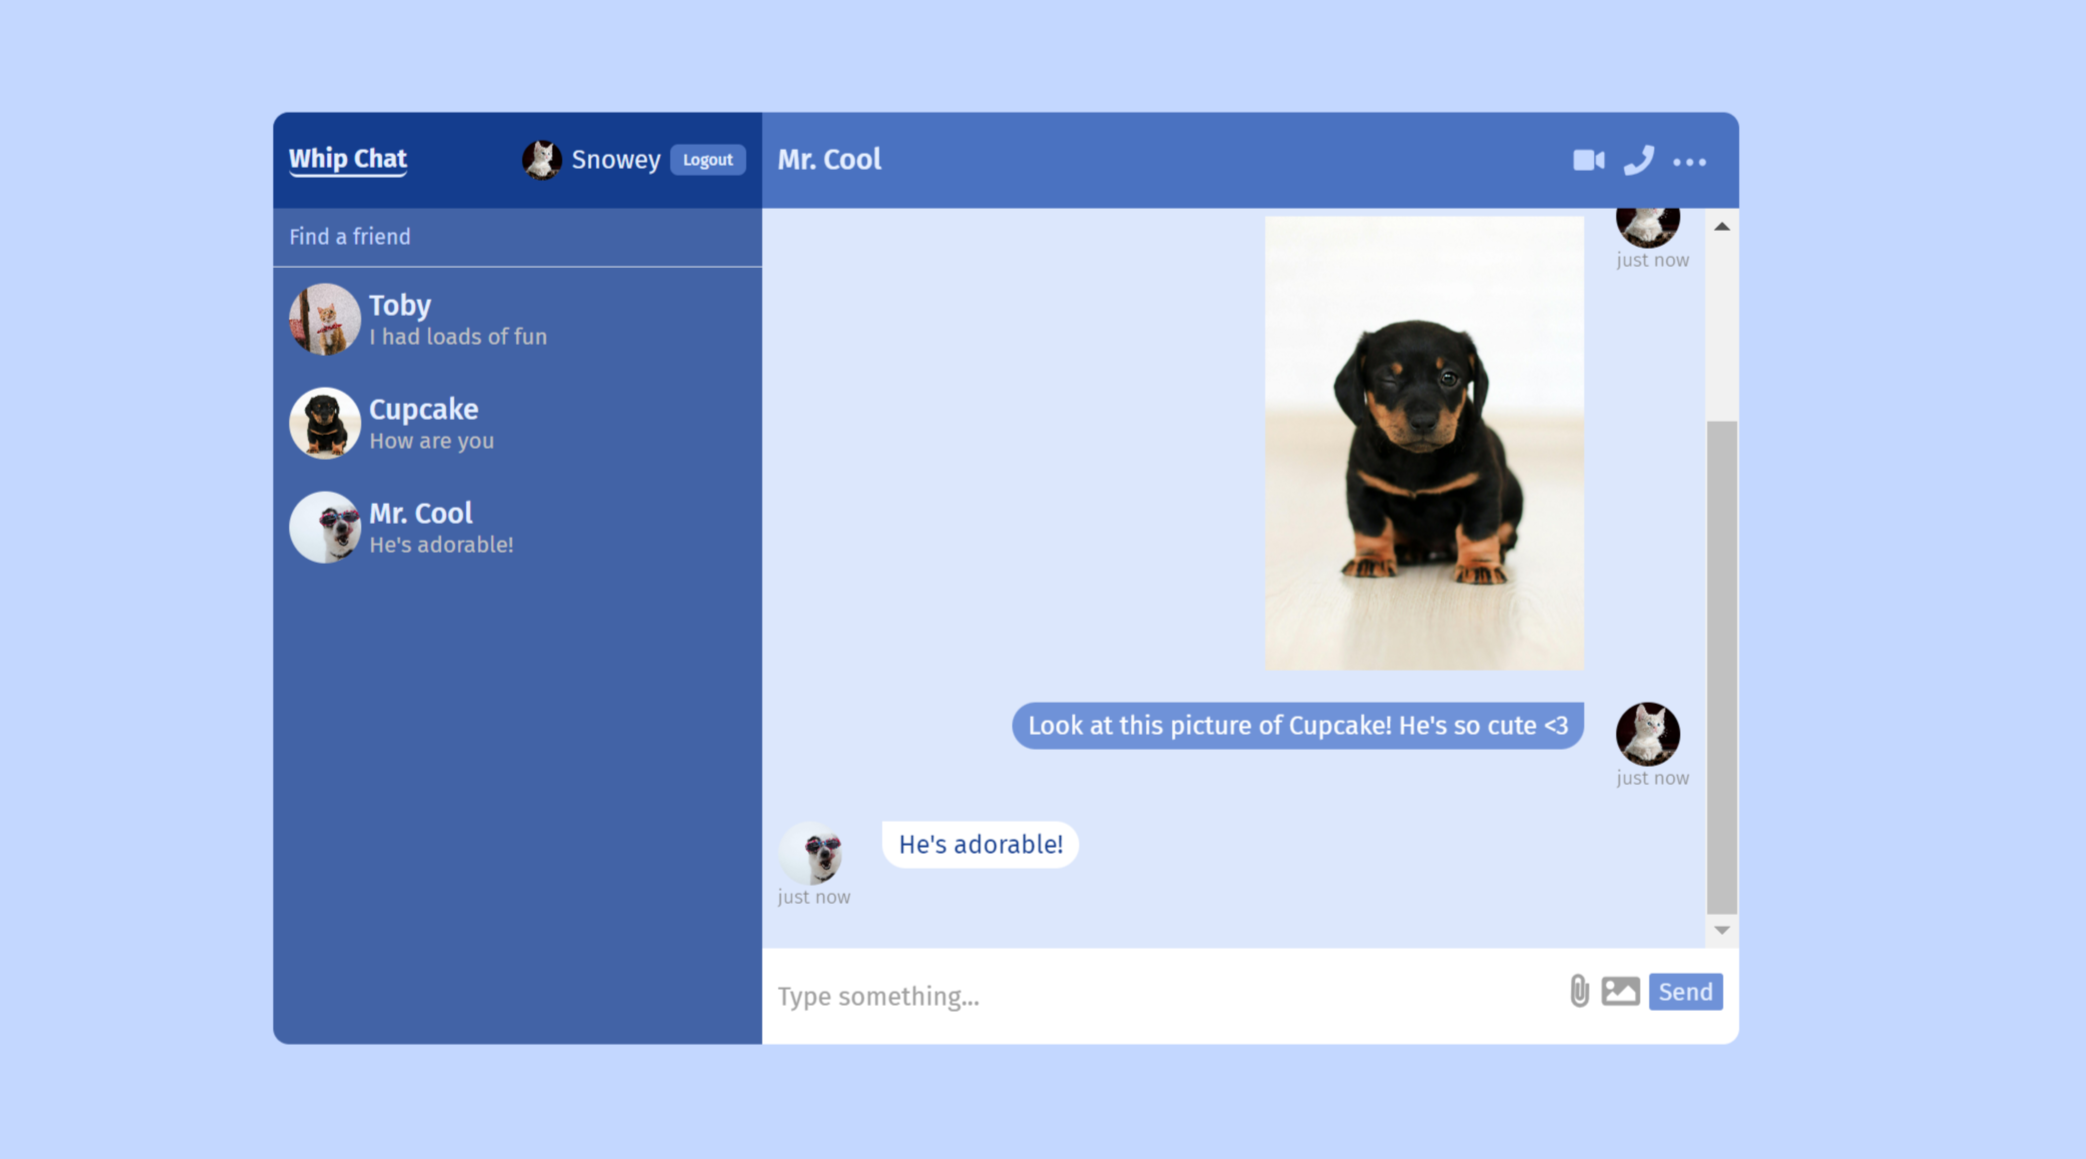 Whip Chat
Snowey
Logout
Find a friend
Toby
I had loads of fun
Cupcake
How are you
Mr. Cool
He's adorable!
Mr. Cool
just now
Look at this picture of Cupcake! He's so cute <3
just now
He's adorable!
just now
Type something...
Send